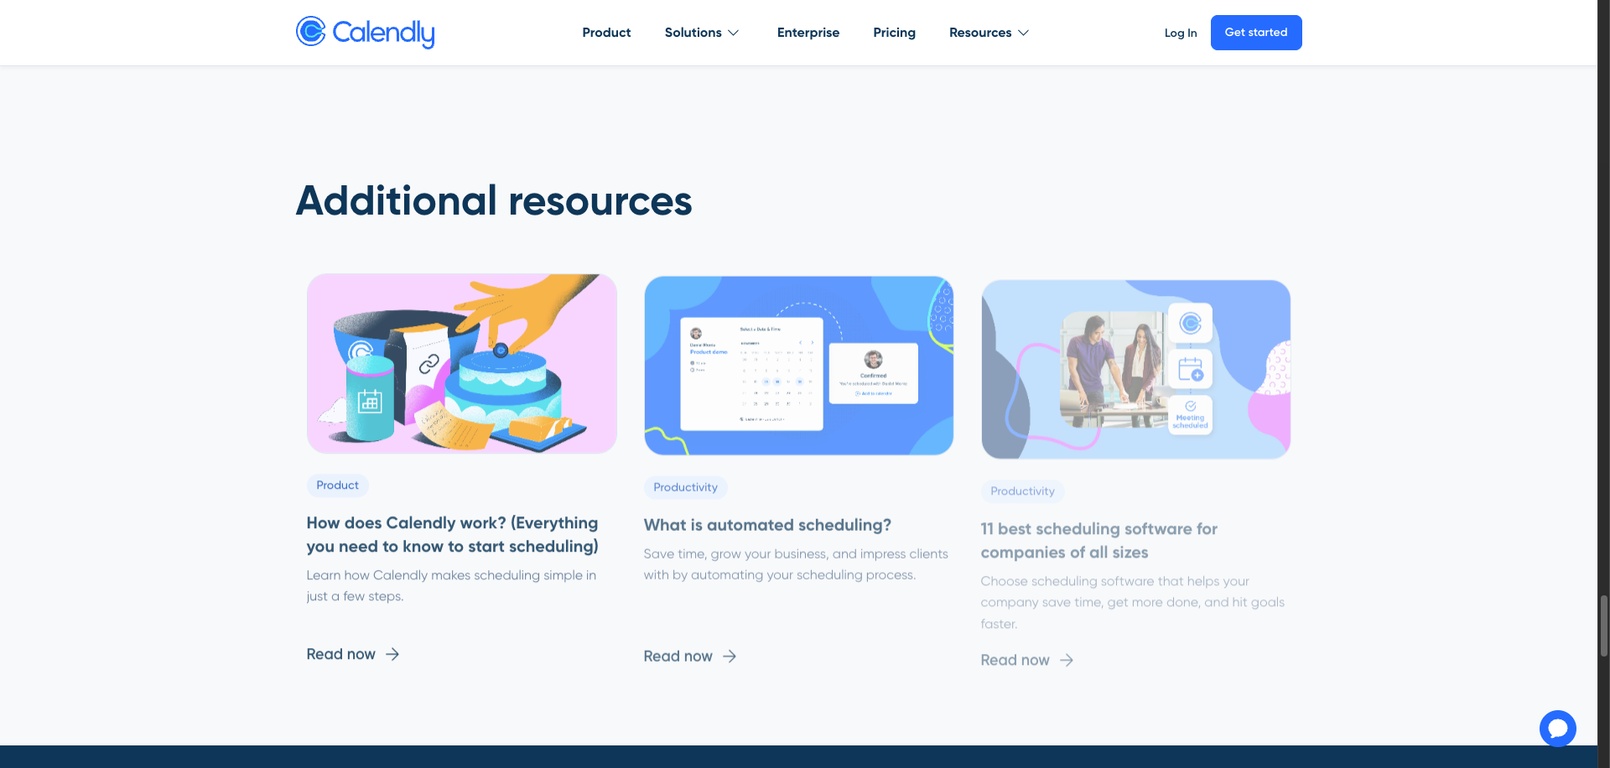 Calendly
Product
Solutions
Enterprise
Pricing
Resources
Log In
Get started
Additional resources
Product demo
Confirmed
Meeting
scheduled
Product
How does Calendly work? (Everything
you need to know to start scheduling)
Learn how Calendly makes scheduling simple in
just a few steps.
Read now
Productivity
What is automated scheduling?
Save time, grow your business, and impress clients
with by automating your scheduling process.
Read now
Productivity
11 best scheduling software for
companies of all sizes
Choose scheduling software that helps your
company save time, get more done, and hit goals
faster.
Read now